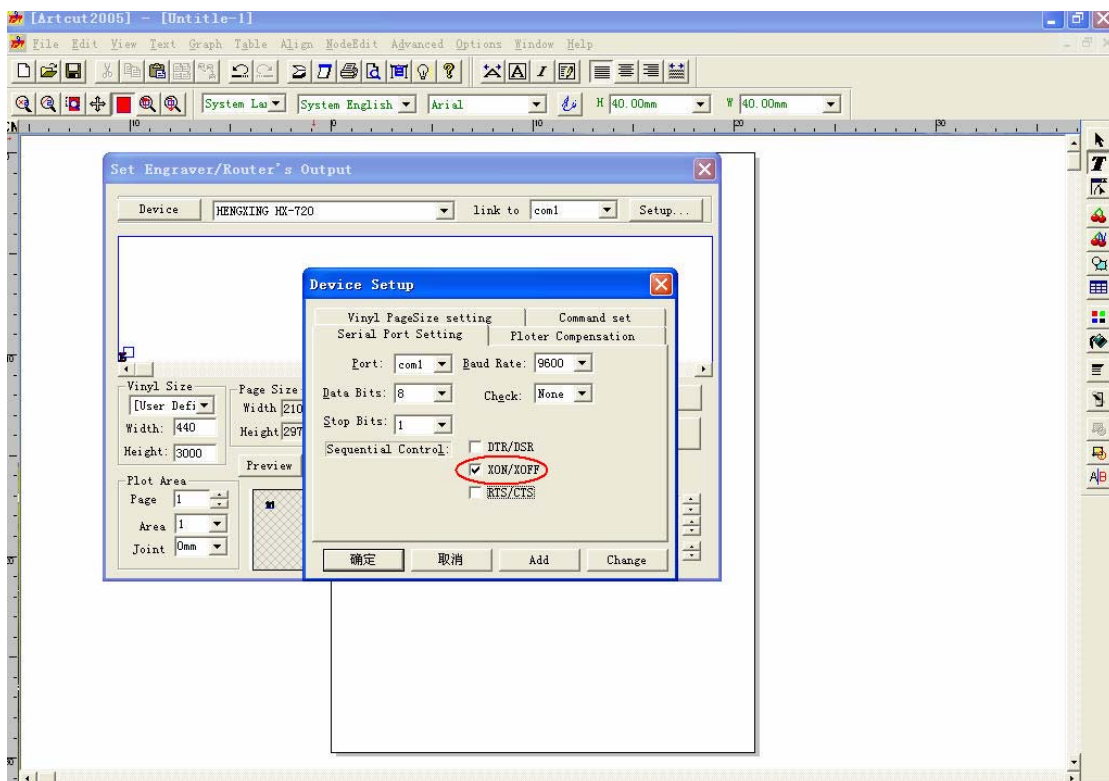 [Artcut2005] - [Untitle-1]
File Edit View Text Graph Table Align NodeEdit Advanced Options Window Help
System Lan System English Arial H 40.00mm W 40.00mm
10 0 10 20 30
Set Engraver/Router's Output
Device HENGXING HX-720 link to com1 Setup...
Device Setup
Vinyl PageSize setting Command set
Serial Port Setting Ploter Compensation
Port: com1 Baud Rate: 9600
Data Bits: 8 Check: None
Stop Bits: 1
Sequential Control: DTR/DSR
XON/XOFF
RTS/CTS
确定 取消 Add Change
Vinyl Size Page Size
[User Defi Width 210
Width: 440 Height 297
Height: 3000
Preview
Plot Area
Page 1
Area 1
Joint 0mm